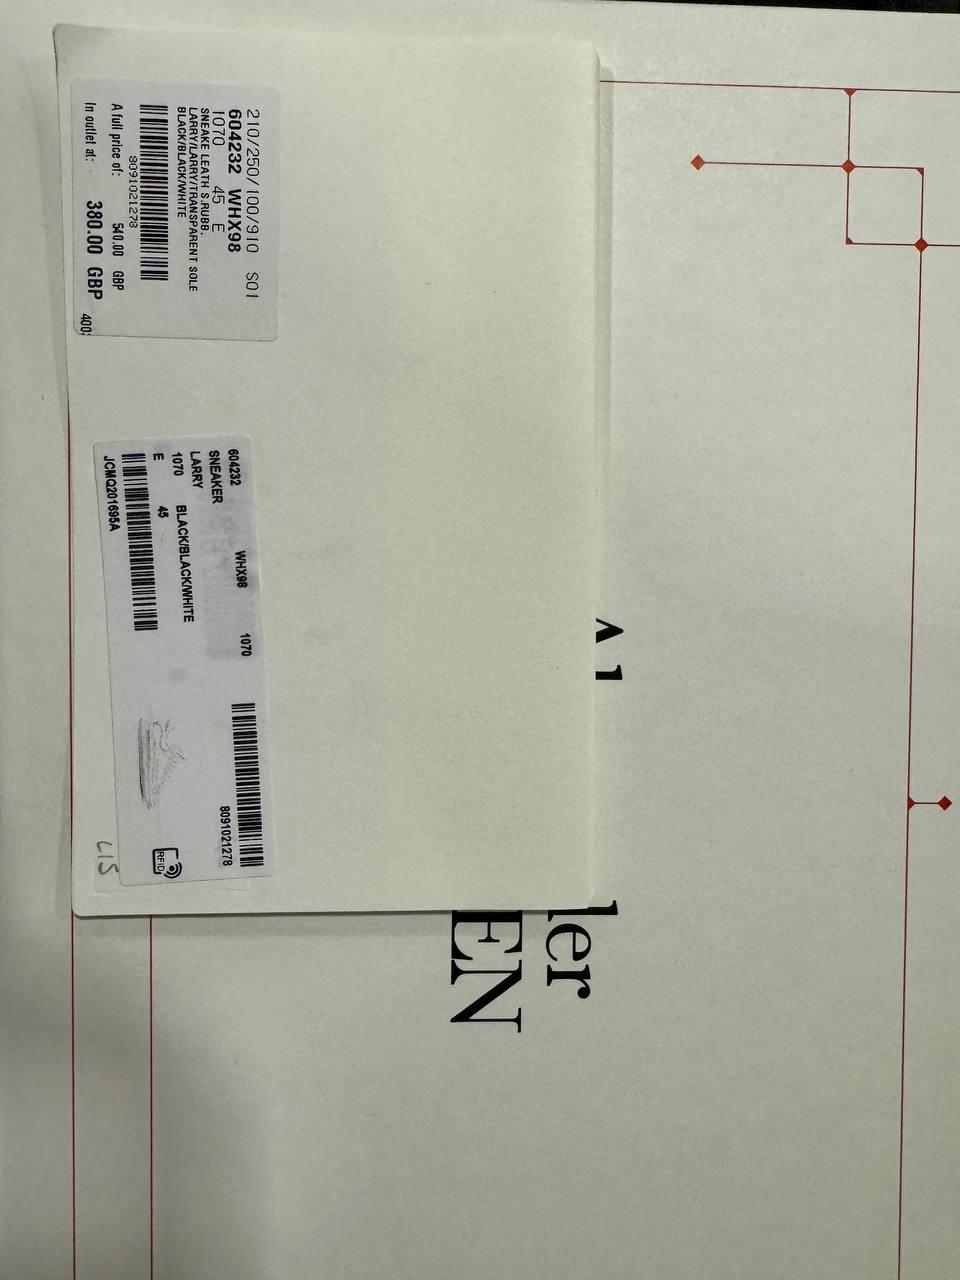 210/250/100/910 S01
604232 WHX98
1070 45 E
SNEAKE LEATH S.RUBB.
LARRY/LARRY/TRANSPARENT SOLE
BLACK/BLACK/WHITE
8091021278
A full price of: 540.00 GBP
In outlet at: 380.00 GBP
604232 WHX98 1070
SNEAKER
LARRY
1070 BLACK/BLACK/WHITE
E 45
JCMQ201695A
8091021278
RFID
L15
ler
EN